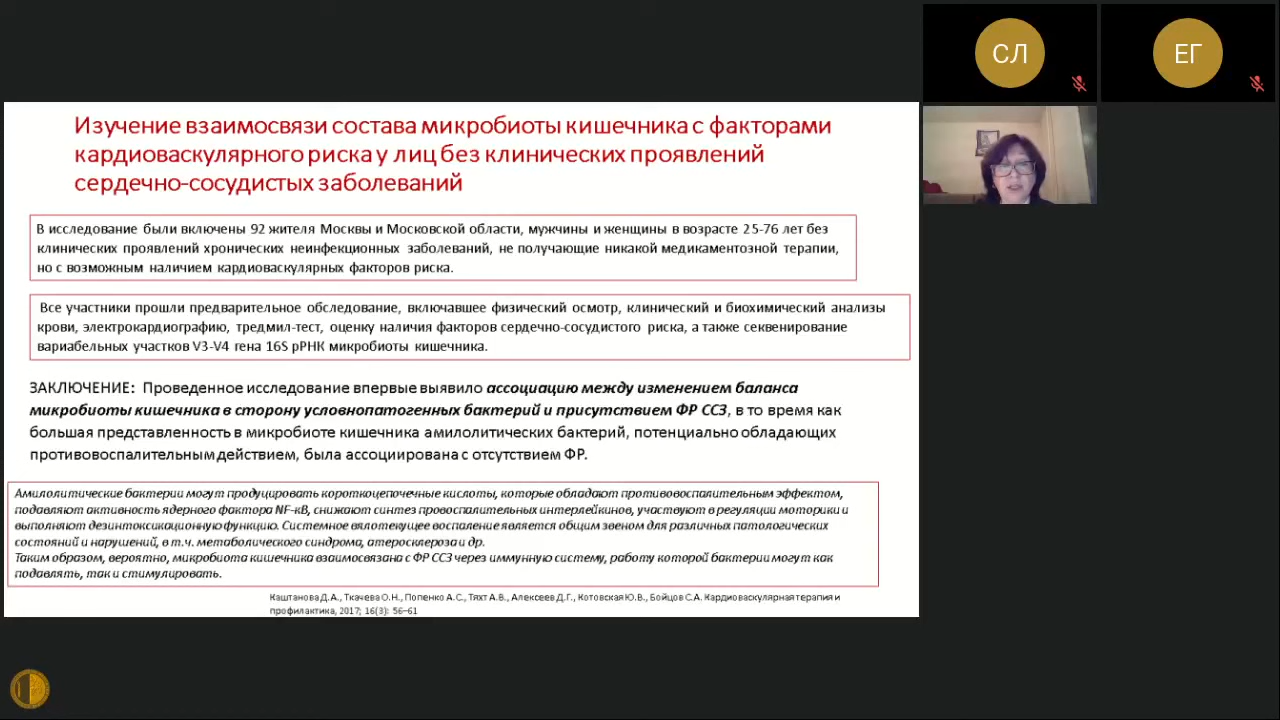 СЛ
ЕГ
Изучение взаимосвязи состава микробиоты кишечника с факторами
кардиоваскулярного риска у лиц без клинических проявлений
сердечно-сосудистых заболеваний
В исследование были включены 92 жителя Москвы и Московской области, мужчины и женщины в возрасте 25-76 лет без
клинических проявлений хронических неинфекционных заболеваний, не получающие никакой медикаментозной терапии,
но с возможным наличием кардиоваскулярных факторов риска.
Все участники прошли предварительное обследование, включавшее физический осмотр, клинический и биохимический анализы
крови, электрокардиографию, тредмил-тест, оценку наличия факторов сердечно-сосудистого риска, а также секвенирование
вариабельных участков V3-V4 гена 16S рРНК микробиоты кишечника.
ЗАКЛЮЧЕНИЕ: Проведенное исследование впервые выявило ассоциацию между изменением баланса
микробиоты кишечника в сторону условнопатогенных бактерий и присутствием ФР ССЗ, в то время как
большая представленность в микробиоте кишечника амилолитических бактерий, потенциально обладающих
противовоспалительным действием, была ассоциирована с отсутствием ФР.
Амилолитические бактерии могут продуцировать короткоцепочечные кислоты, которые обладают противовоспалительным эффектом,
подавляют активность ядерного фактора NF-κB, снижают синтез провоспалительных интерлейкинов, участвуют в регуляции моторики и
выполняют дезинтоксикационную функцию. Системное вялотекущее воспаление является общим звеном для различных патологических
состояний и нарушений, в т.ч. метаболического синдрома, атеросклероза и др.
Таким образом, вероятно, микробиота кишечника взаимосвязана с ФР ССЗ через иммунную систему, работу которой бактерии могут как
подавлять, так и стимулировать.
Каштанова Д.А., Ткачева О.Н., Попенко А.С., Тяхт А.В., Алексеев Д.Г., Котовская Ю.В., Бойцов С.А. Кардиоваскулярная терапия и
профилактика, 2017; 16(3): 56–61